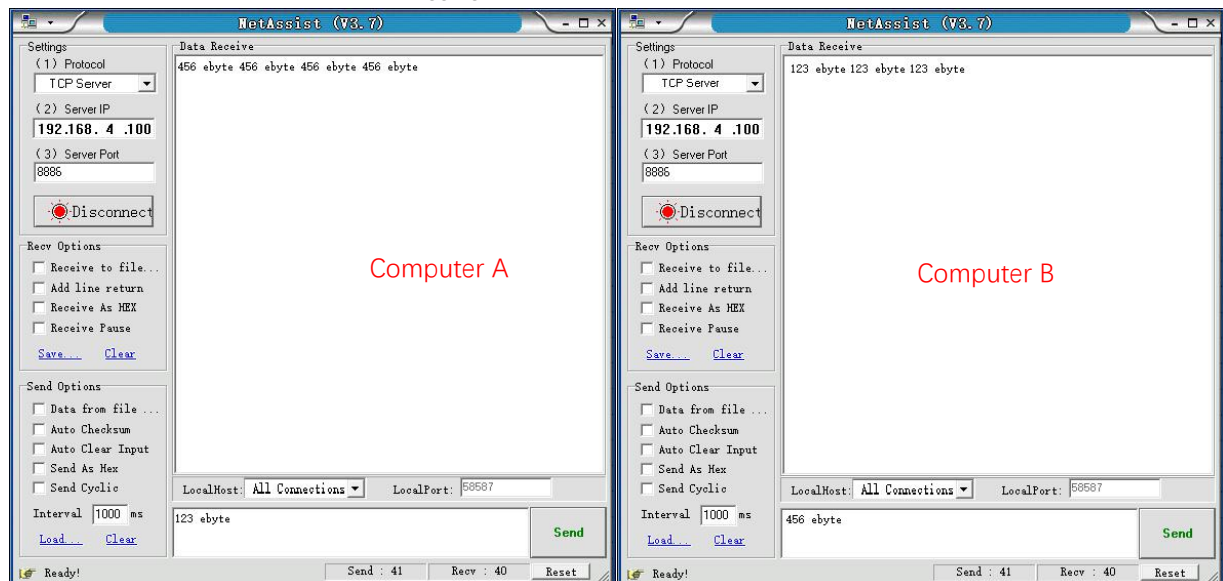 NetAssist (V3.7)
Settings
(1) Protocol
TCP Server
(2) Server IP
192.168. 4 .100
(3) Server Port
8886
Disconnect
Recv Options
Receive to file...
Add line return
Receive As HEX
Receive Pause
Save... Clear
Send Options
Data from file ...
Auto Checksum
Auto Clear Input
Send As Hex
Send Cyclic
Interval 1000 ms
Load... Clear
Data Receive
456 ebyte 456 ebyte 456 ebyte 456 ebyte
Computer A
LocalHost: All Connections LocalPort: 58587
123 ebyte
Send
Ready! Send : 41 Recv : 40 Reset
NetAssist (V3.7)
Settings
(1) Protocol
TCP Server
(2) Server IP
192.168. 4 .100
(3) Server Port
8886
Disconnect
Recv Options
Receive to file...
Add line return
Receive As HEX
Receive Pause
Save... Clear
Send Options
Data from file ...
Auto Checksum
Auto Clear Input
Send As Hex
Send Cyclic
Interval 1000 ms
Load... Clear
Data Receive
123 ebyte 123 ebyte 123 ebyte
Computer B
LocalHost: All Connections LocalPort: 58587
456 ebyte
Send
Ready! Send : 41 Recv : 40 Reset